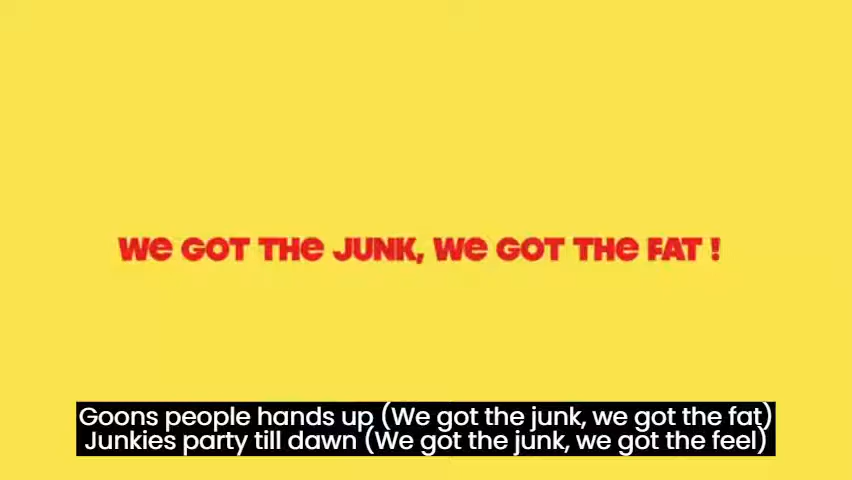 We GOT THe JUNK, We GOT THe FAT !
Goons people hands up (We got the junk, we got the fat)
Junkies party till dawn (We got the junk, we got the feel)